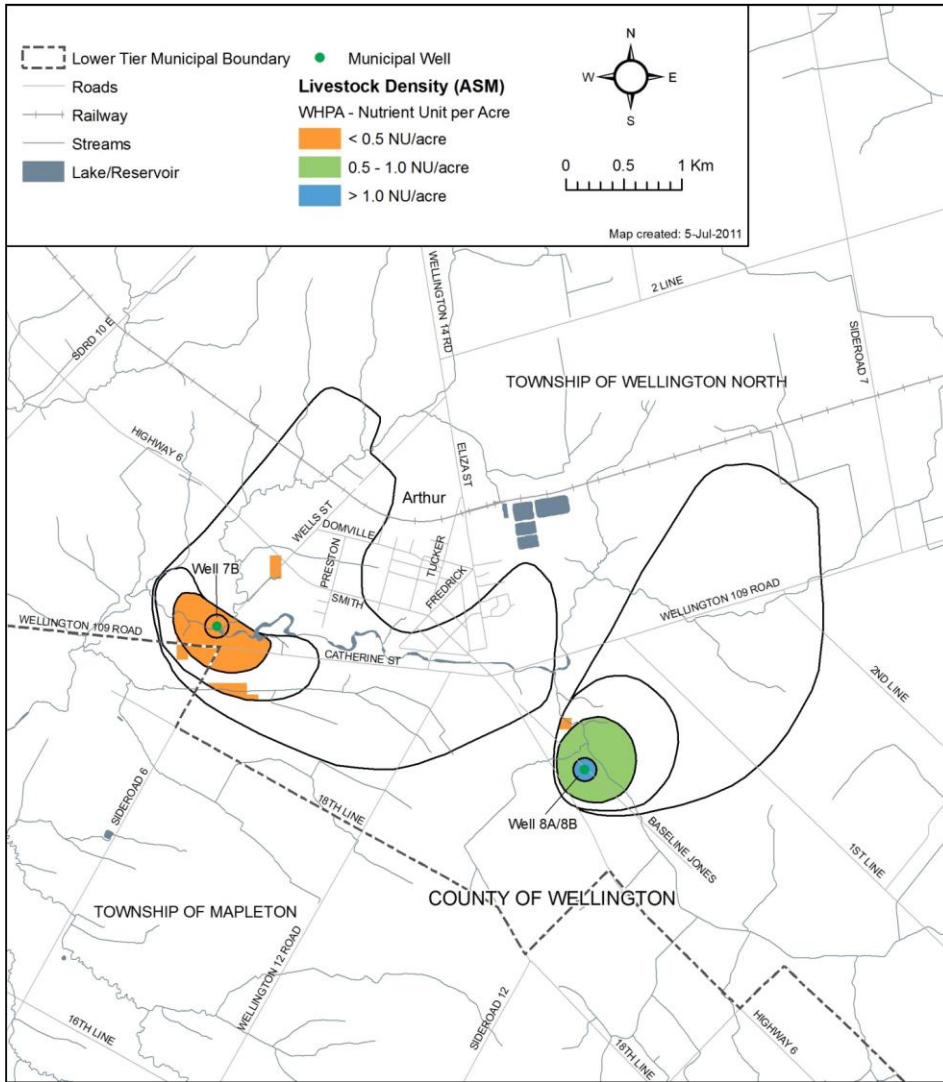 Lower Tier Municipal Boundary
Roads
Railway
Streams
Lake/Reservoir
Municipal Well
Livestock Density (ASM)
WHPA - Nutrient Unit per Acre
< 0.5 NU/acre
0.5 - 1.0 NU/acre
> 1.0 NU/acre
N
W
E
S
0 0.5 1 Km
Map created: 5-Jul-2011
WELLINGTON 14 RD
2 LINE
SDRD 10 E
SIDEROAD 7
TOWNSHIP OF WELLINGTON NORTH
HIGHWAY 6
ELIZA ST
Arthur
WELLS ST
DOMVILLE
PRESTON
TUCKER
FREDRICK
Well 7B
SMITH
WELLINGTON 109 ROAD
WELLINGTON 109 ROAD
CATHERINE ST
2ND LINE
SIDEROAD 6
18TH LINE
Well 8A/8B
BASELINE JONES
1ST LINE
COUNTY OF WELLINGTON
TOWNSHIP OF MAPLETON
WELLINGTON 12 ROAD
SIDEROAD 12
16TH LINE
18TH LINE
HIGHWAY 6